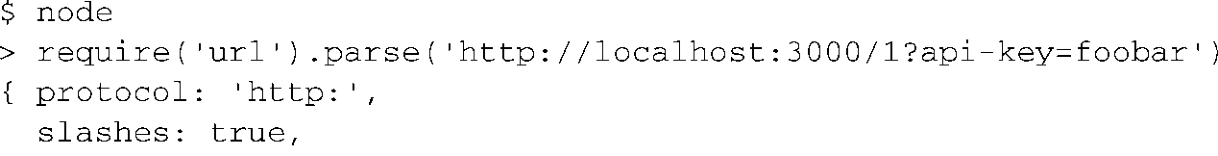 $ node
> require('url').parse('http://localhost:3000/1?api-key=foobar')
{ protocol: 'http:',
  slashes: true,